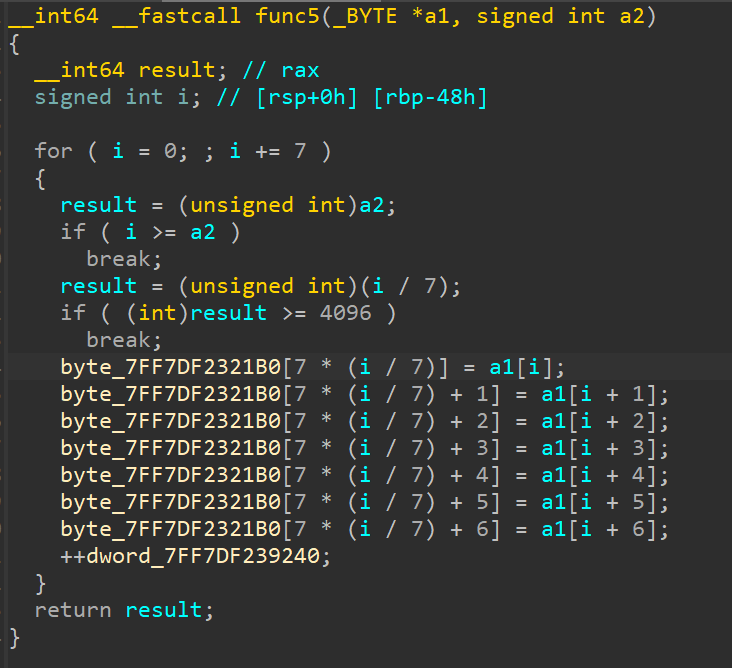 __int64 __fastcall func5(_BYTE *a1, signed int a2)
{
  __int64 result; // rax
  signed int i; // [rsp+0h] [rbp-48h]

  for ( i = 0; ; i += 7 )
  {
    result = (unsigned int)a2;
    if ( i >= a2 )
      break;
    result = (unsigned int)(i / 7);
    if ( (int)result >= 4096 )
      break;
    byte_7FF7DF2321B0[7 * (i / 7)] = a1[i];
    byte_7FF7DF2321B0[7 * (i / 7) + 1] = a1[i + 1];
    byte_7FF7DF2321B0[7 * (i / 7) + 2] = a1[i + 2];
    byte_7FF7DF2321B0[7 * (i / 7) + 3] = a1[i + 3];
    byte_7FF7DF2321B0[7 * (i / 7) + 4] = a1[i + 4];
    byte_7FF7DF2321B0[7 * (i / 7) + 5] = a1[i + 5];
    byte_7FF7DF2321B0[7 * (i / 7) + 6] = a1[i + 6];
    ++dword_7FF7DF239240;
  }
  return result;
}